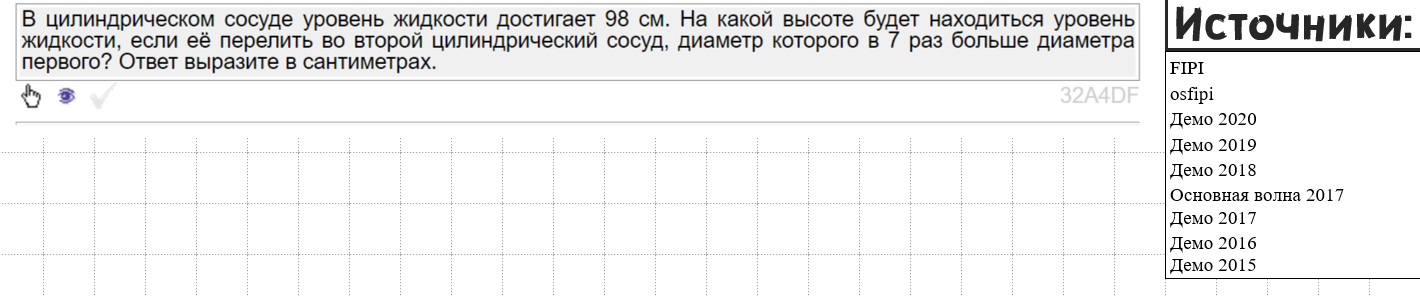 В цилиндрическом сосуде уровень жидкости достигает 98 см. На какой высоте будет находиться уровень
жидкости, если её перелить во второй цилиндрический сосуд, диаметр которого в 7 раз больше диаметра
первого? Ответ выразите в сантиметрах.
32A4DF
Источники:
FIPI
osfipi
Демо 2020
Демо 2019
Демо 2018
Основная волна 2017
Демо 2017
Демо 2016
Демо 2015